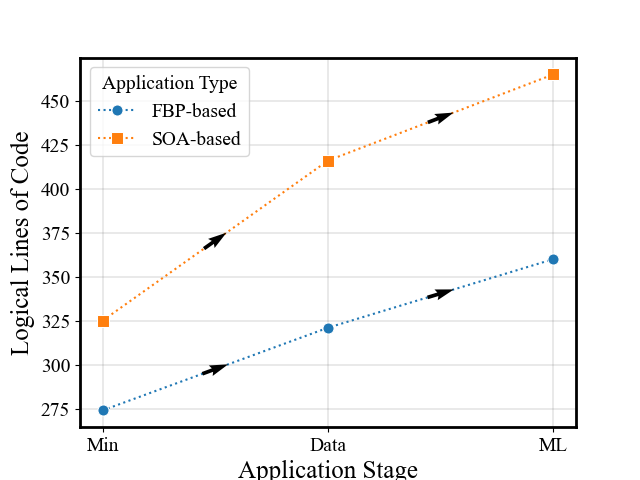 Application Type
FBP-based
SOA-based
Logical Lines of Code
450
425
400
375
350
325
300
275
Min
Data
ML
Application Stage